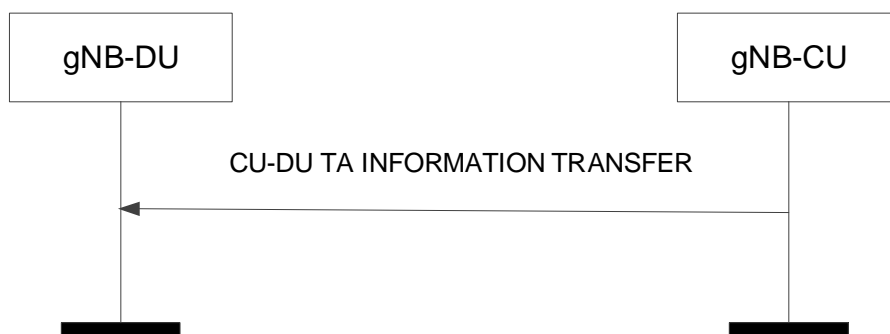 gNB-DU
gNB-CU
CU-DU TA INFORMATION TRANSFER